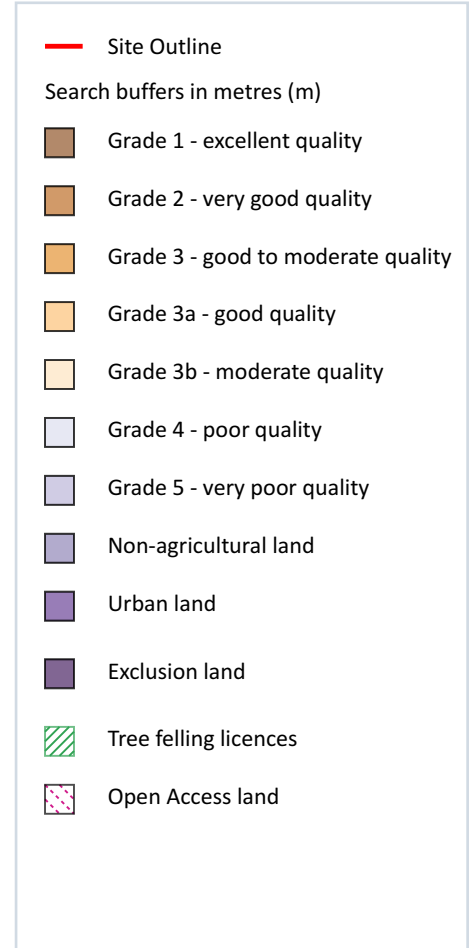 Site Outline
Search buffers in metres (m)
Grade 1 - excellent quality
Grade 2 - very good quality
Grade 3 - good to moderate quality
Grade 3a - good quality
Grade 3b - moderate quality
Grade 4 - poor quality
Grade 5 - very poor quality
Non-agricultural land
Urban land
Exclusion land
Tree felling licences
Open Access land